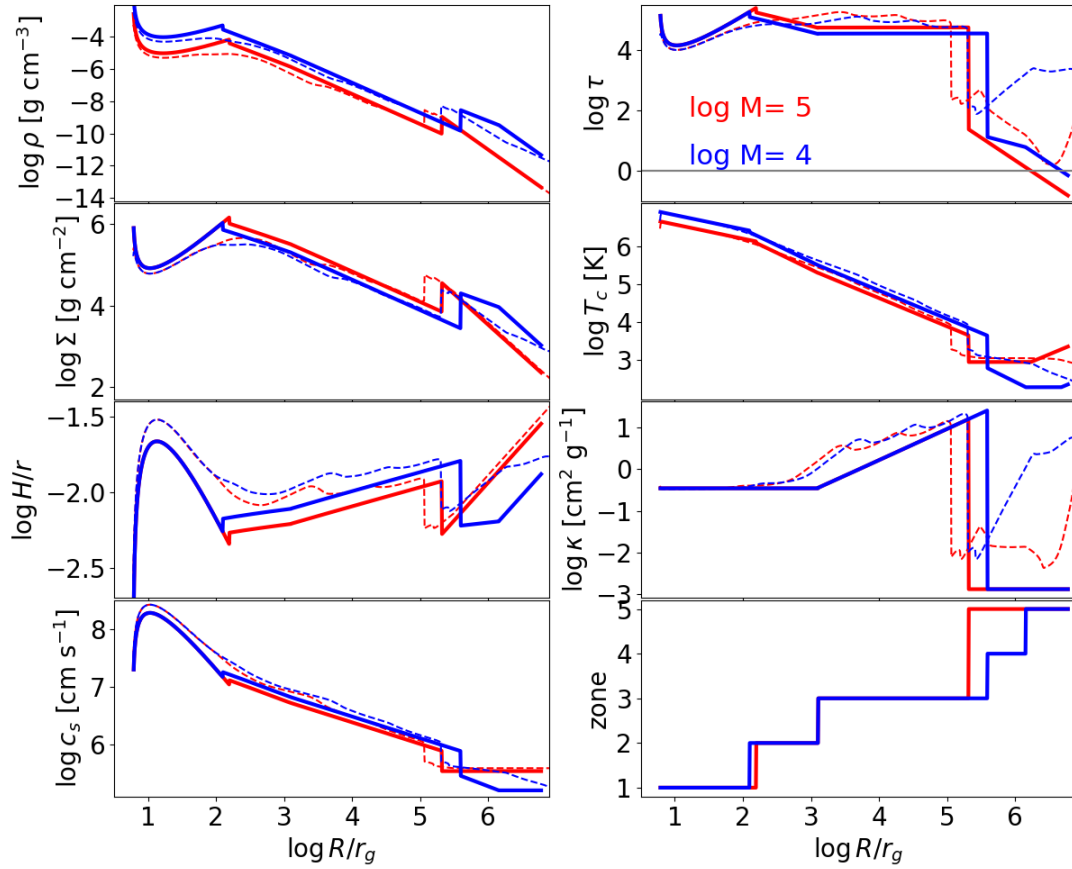 log ρ [g cm⁻³]
−4
−6
−8
−10
−12
−14
log τ
4
2
0
log M= 5
log M= 4
log Σ [g cm⁻²]
6
4
2
log T_c [K]
6
5
4
3
log H/r
−1.5
−2.0
−2.5
log κ [cm² g⁻¹]
1
0
−1
−2
−3
log c_s [cm s⁻¹]
8
7
6
1 2 3 4 5 6
log R/r_g
zone
5
4
3
2
1
1 2 3 4 5 6
log R/r_g